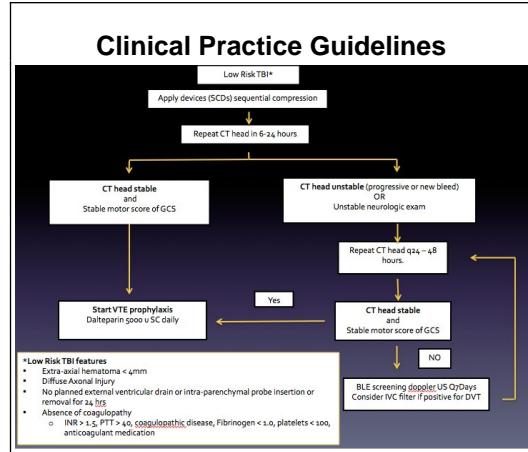 Clinical Practice Guidelines
Low Risk TBI*
Apply devices (SCDs) sequential compression
Repeat CT head in 6-24 hours
CT head stable
and
Stable motor score of GCS
CT head unstable (progressive or new bleed)
OR
Unstable neurologic exam
Repeat CT head q24 – 48
hours.
Start VTE prophylaxis
Dalteparin 5000 u SC daily
Yes
CT head stable
and
Stable motor score of GCS
NO
BLE screening doppler US Q7Days
Consider IVC filter if positive for DVT
*Low Risk TBI features
• Extra-axial hematoma < 4mm
• Diffuse Axonal Injury
• No planned external ventricular drain or intra-parenchymal probe insertion or
removal for 24 hrs
• Absence of coagulopathy
o INR > 1.5, PTT > 40, coagulopathic disease, Fibrinogen < 1.0, platelets < 100,
anticoagulant medication